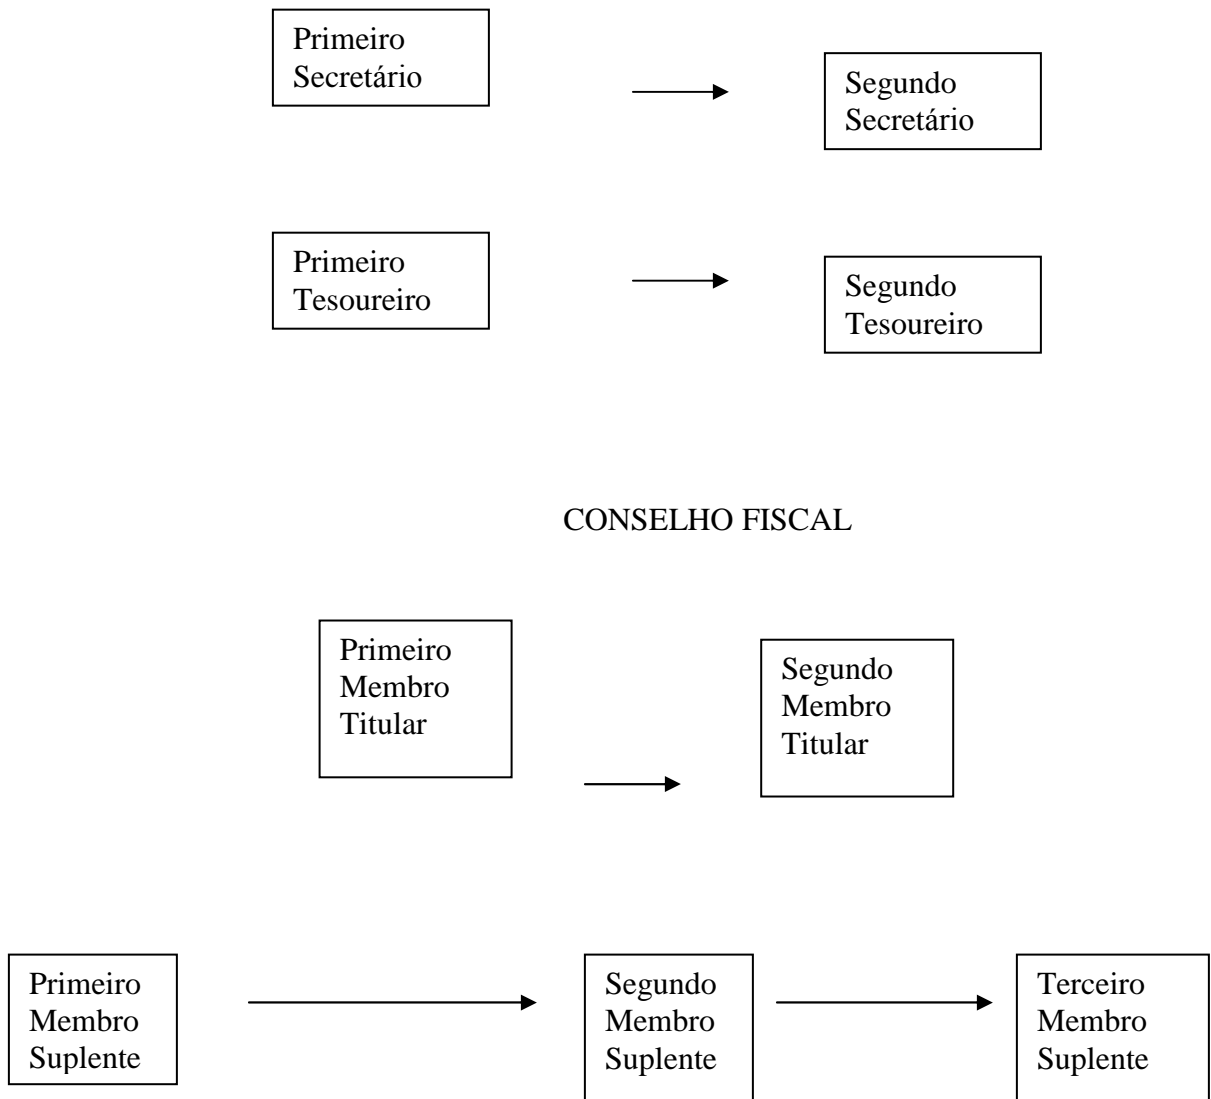 Primeiro
Secretário
Segundo
Secretário
Primeiro
Tesoureiro
Segundo
Tesoureiro
CONSELHO FISCAL
Primeiro
Membro
Titular
Segundo
Membro
Titular
Primeiro
Membro
Suplente
Segundo
Membro
Suplente
Terceiro
Membro
Suplente